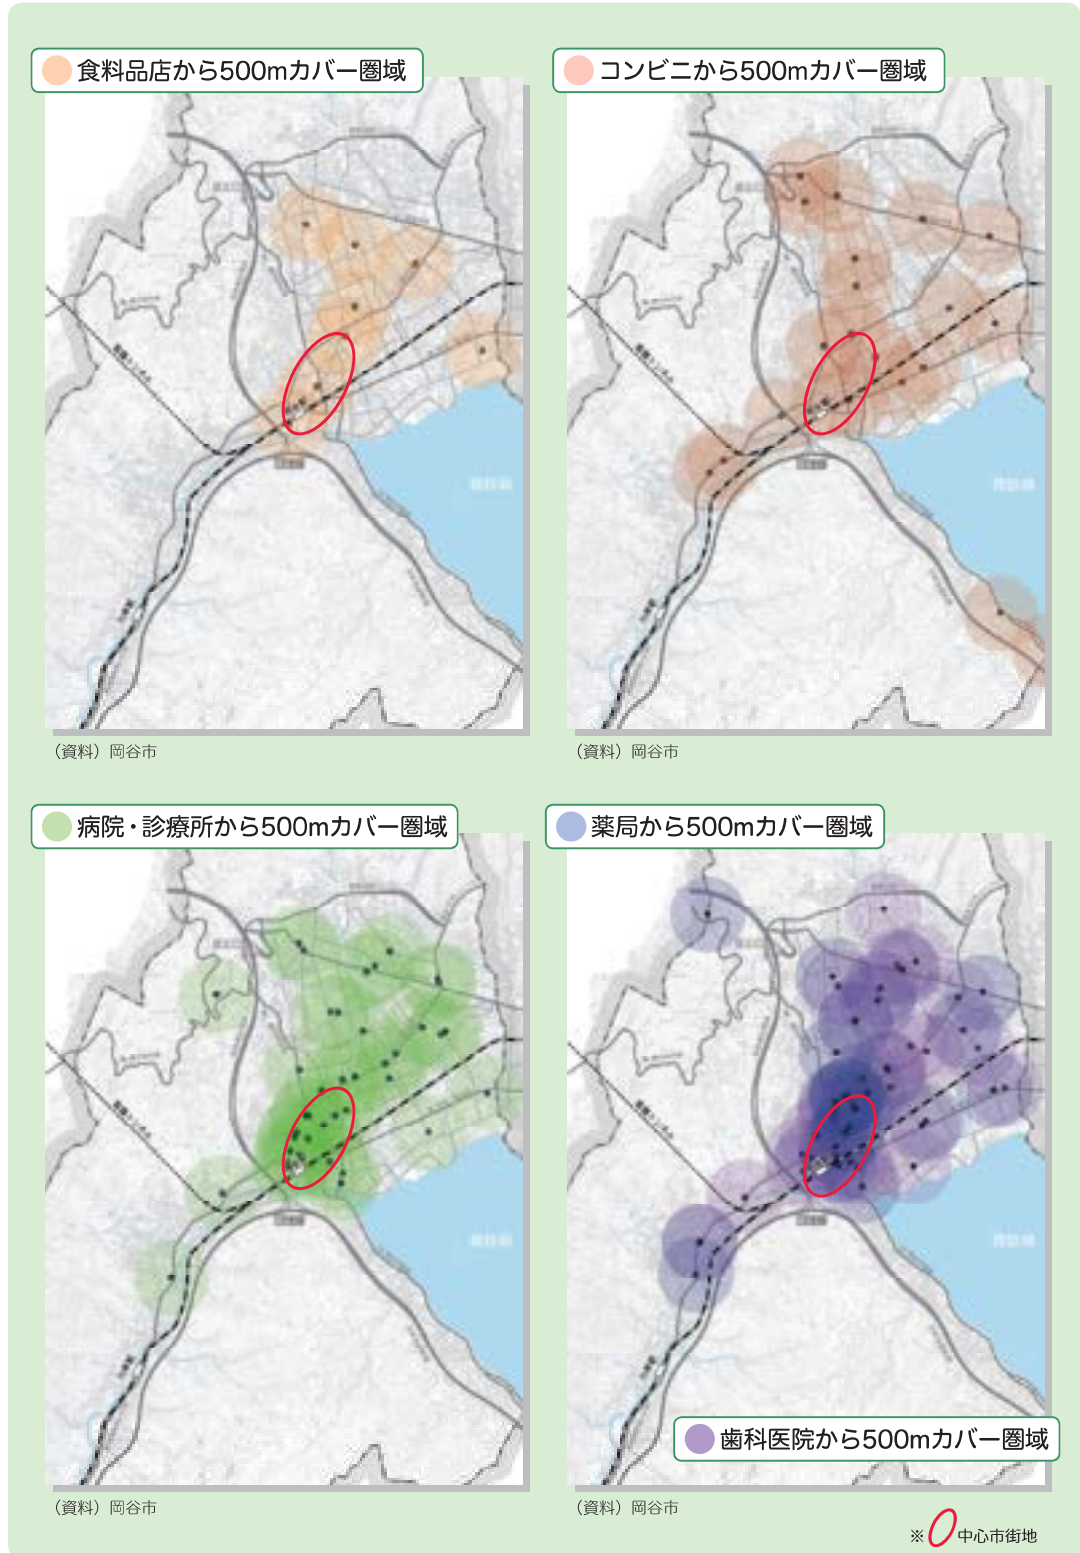 食料品店から500mカバー圏域
コンビニから500mカバー圏域
（資料）岡谷市
（資料）岡谷市
病院・診療所から500mカバー圏域
薬局から500mカバー圏域
歯科医院から500mカバー圏域
（資料）岡谷市
（資料）岡谷市
※ 中心市街地